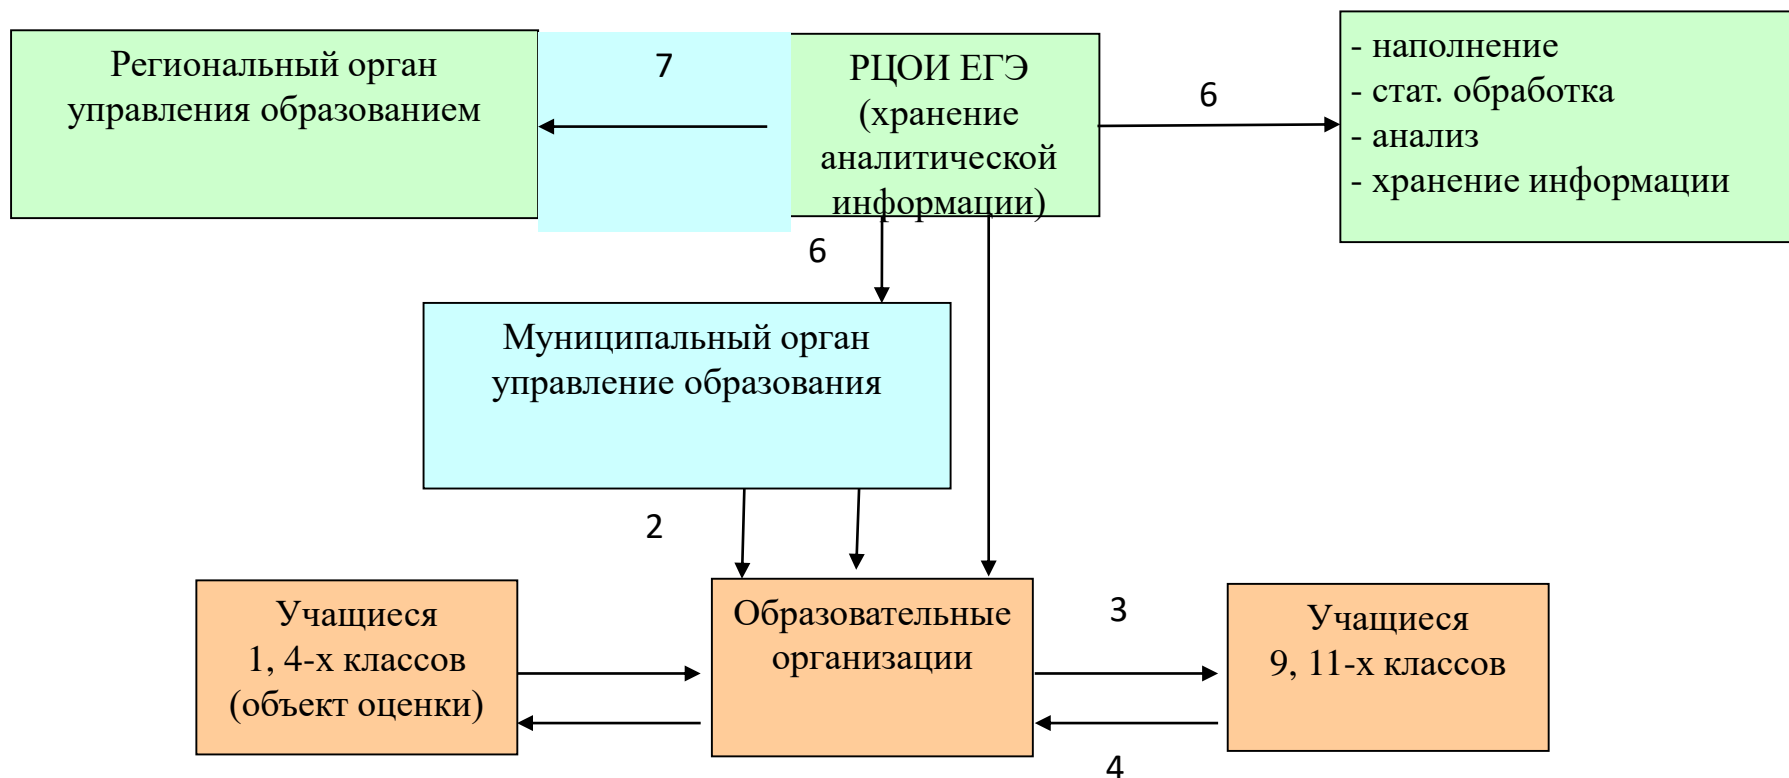 Региональный орган
управления образованием
7
РЦОИ ЕГЭ
(хранение
аналитической
информации)
6
- наполнение
- стат. обработка
- анализ
- хранение информации
6
Муниципальный орган
управление образования
2
Учащиеся
1, 4-х классов
(объект оценки)
Образовательные
организации
3
Учащиеся
9, 11-х классов
4